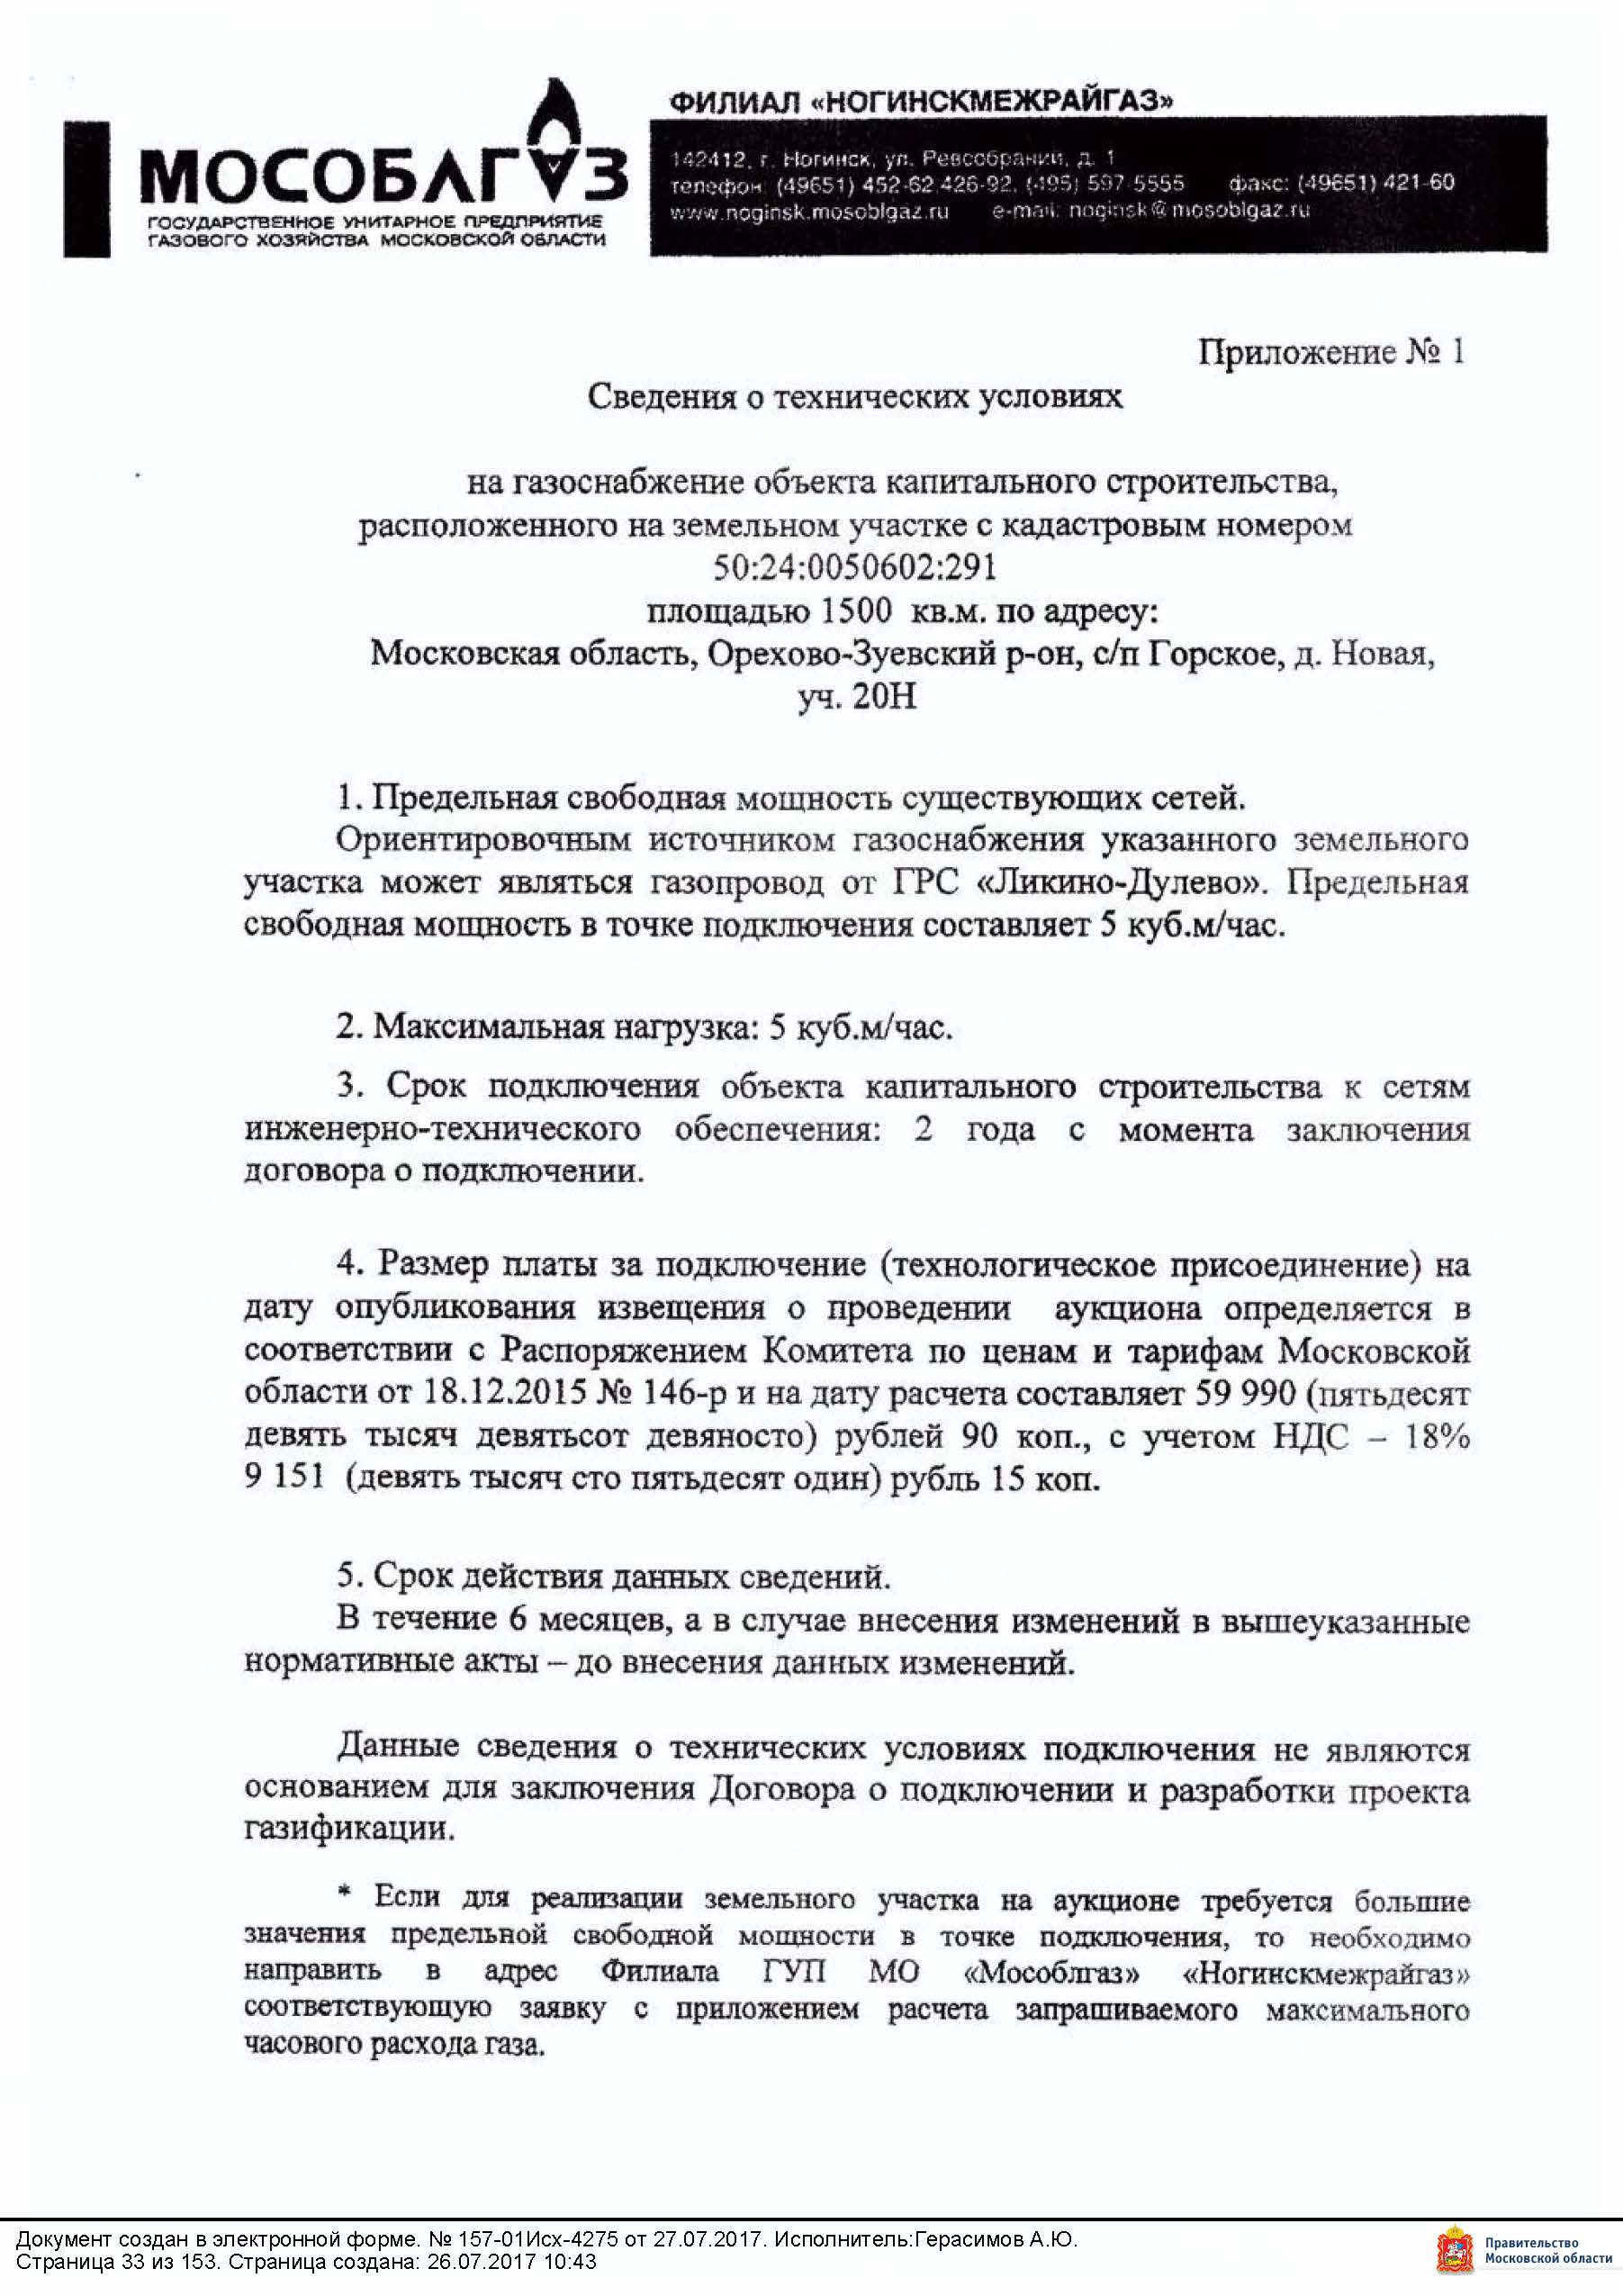 ФИЛИАЛ «НОГИНСКМЕЖРАЙГАЗ»
МОСОБЛГАЗ
ГОСУДАРСТВЕННОЕ УНИТАРНОЕ ПРЕДПРИЯТИЕ
ГАЗОВОГО ХОЗЯЙСТВА МОСКОВСКОЙ ОБЛАСТИ
142412, г. Ногинск, ул. Ревсобраний, д. 1
телефон: (49651) 452-62,426-92, (495) 597-5555 факс: (49651) 421-60
www.noginsk.mosoblgaz.ru e-mail: noginsk@mosoblgaz.ru
Приложение № 1
Сведения о технических условиях
на газоснабжение объекта капитального строительства,
расположенного на земельном участке с кадастровым номером
50:24:0050602:291
площадью 1500 кв.м. по адресу:
Московская область, Орехово-Зуевский р-он, с/п Горское, д. Новая,
уч. 20Н
1. Предельная свободная мощность существующих сетей.
Ориентировочным источником газоснабжения указанного земельного
участка может являться газопровод от ГРС «Ликино-Дулево». Предельная
свободная мощность в точке подключения составляет 5 куб.м/час.
2. Максимальная нагрузка: 5 куб.м/час.
3. Срок подключения объекта капитального строительства к сетям
инженерно-технического обеспечения: 2 года с момента заключения
договора о подключении.
4. Размер платы за подключение (технологическое присоединение) на
дату опубликования извещения о проведении аукциона определяется в
соответствии с Распоряжением Комитета по ценам и тарифам Московской
области от 18.12.2015 № 146-р и на дату расчета составляет 59 990 (пятьдесят
девять тысяч девятьсот девяносто) рублей 90 коп., с учетом НДС – 18%
9 151 (девять тысяч сто пятьдесят один) рубль 15 коп.
5. Срок действия данных сведений.
В течение 6 месяцев, а в случае внесения изменений в вышеуказанные
нормативные акты – до внесения данных изменений.
Данные сведения о технических условиях подключения не являются
основанием для заключения Договора о подключении и разработки проекта
газификации.
* Если для реализации земельного участка на аукционе требуется большие
значения предельной свободной мощности в точке подключения, то необходимо
направить в адрес Филиала ГУП МО «Мособлгаз» «Ногинскмежрайгаз»
соответствующую заявку с приложением расчета запрашиваемого максимального
часового расхода газа.
Документ создан в электронной форме. № 157-01Исх-4275 от 27.07.2017. Исполнитель:Герасимов А.Ю.
Страница 33 из 153. Страница создана: 26.07.2017 10:43
Правительство
Московской области